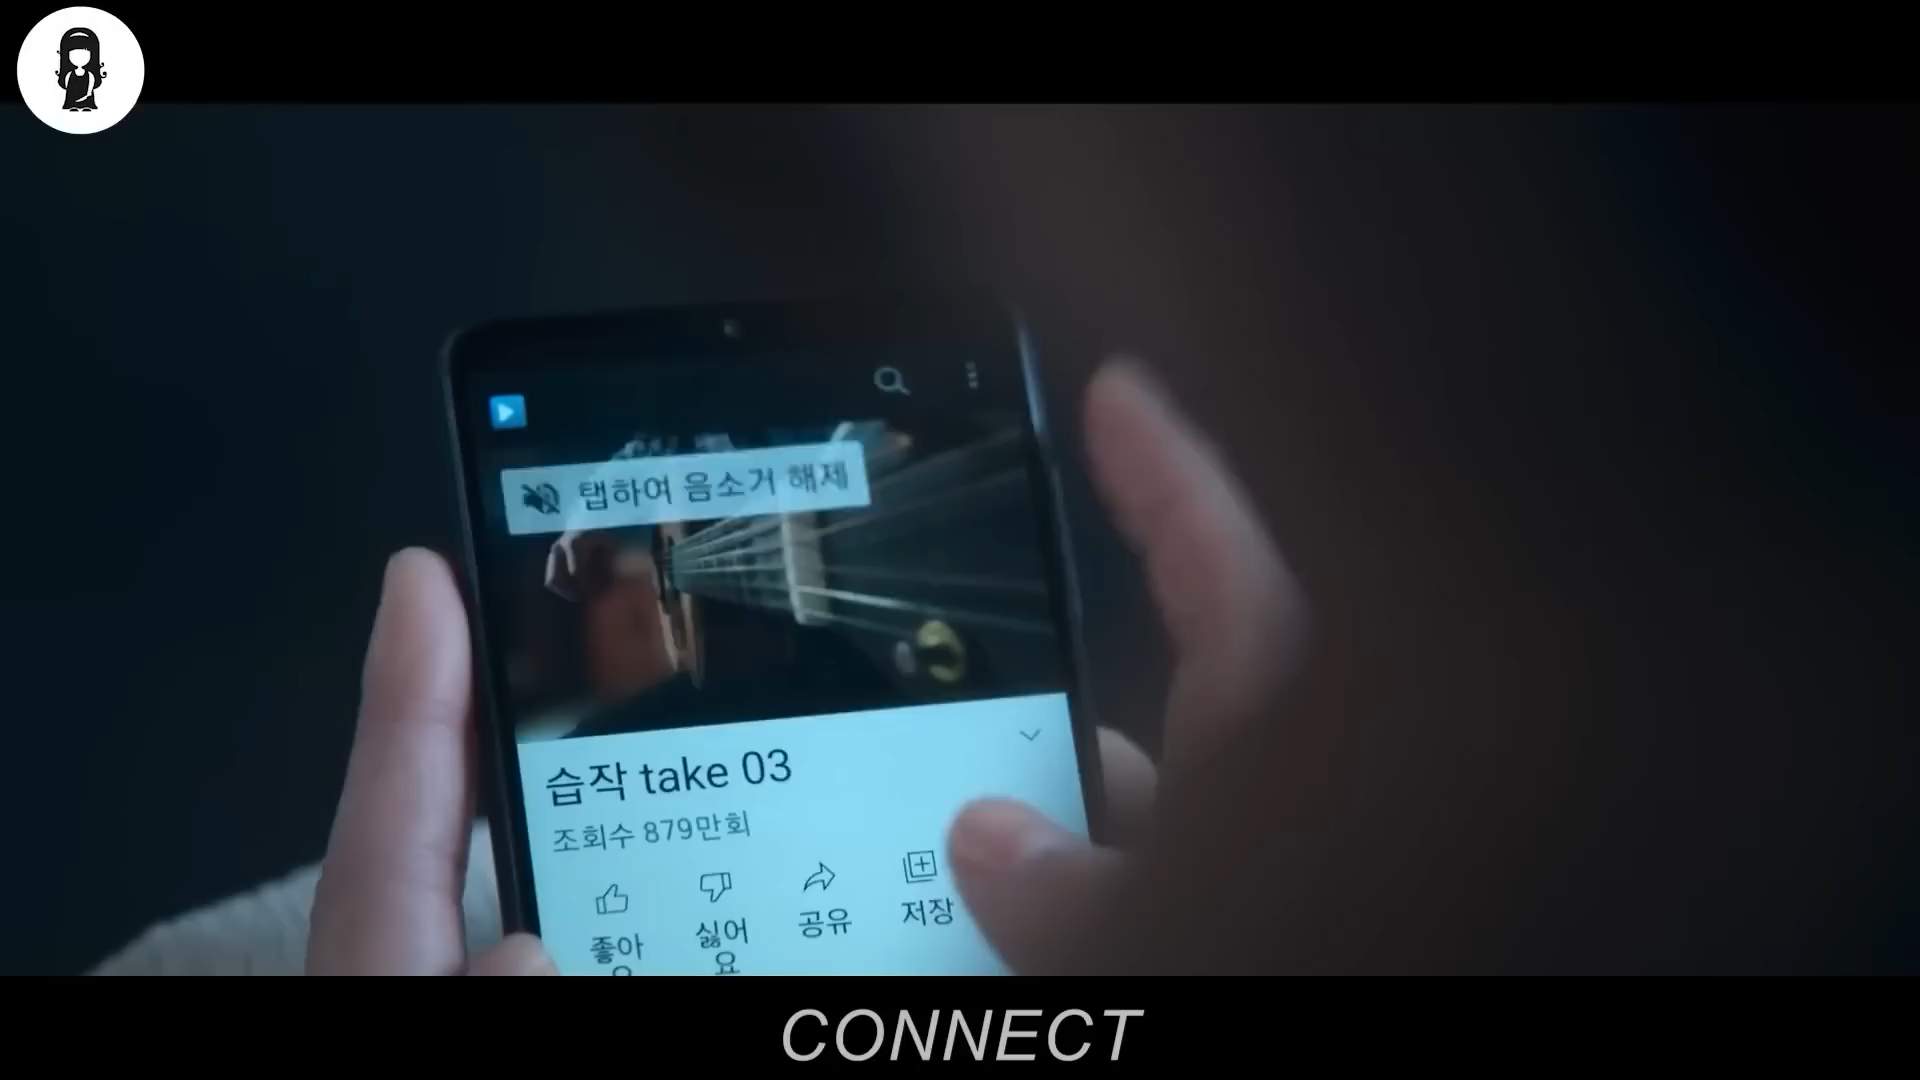 탭하여 음소거 해제
습작 take 03
조회수 879만회
좋아
싫어
요
공유
저장
CONNECT